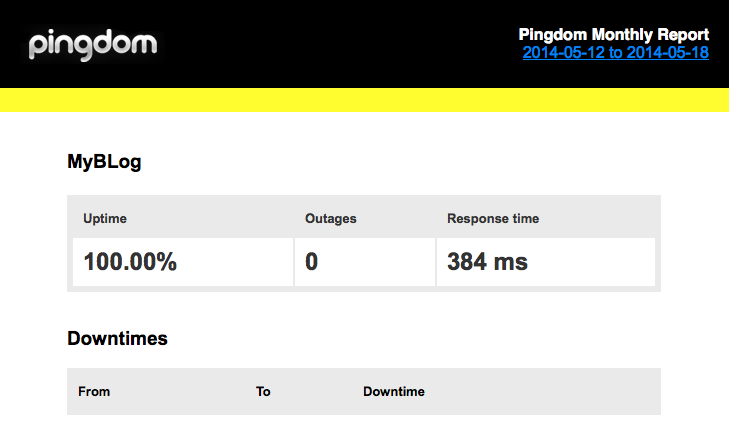 pingdom
Pingdom Monthly Report
2014-05-12 to 2014-05-18
MyBLog
Uptime Outages Response time
100.00% 0 384 ms
Downtimes
From To Downtime